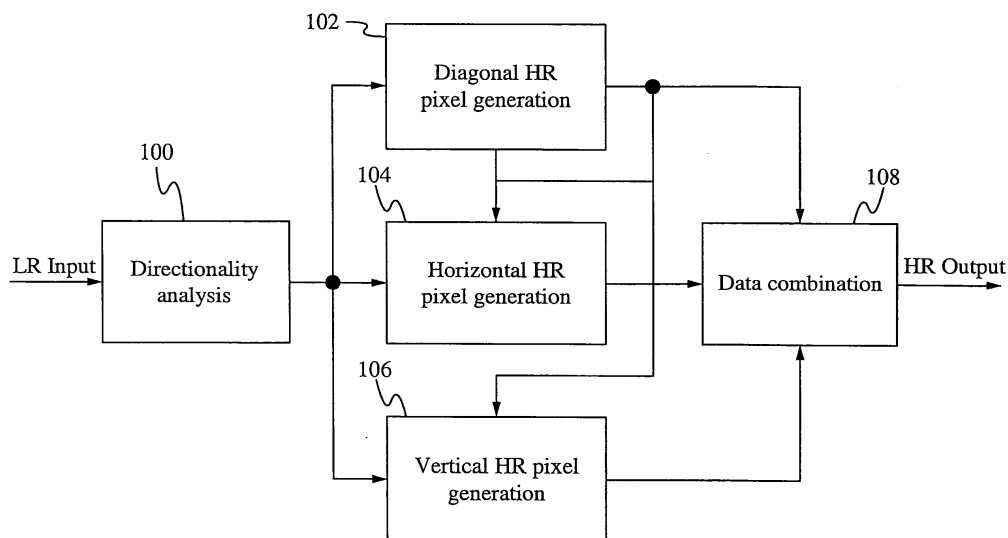 102
Diagonal HR
pixel generation
100
104
108
LR Input
Directionality
analysis
Horizontal HR
pixel generation
Data combination
HR Output
106
Vertical HR pixel
generation